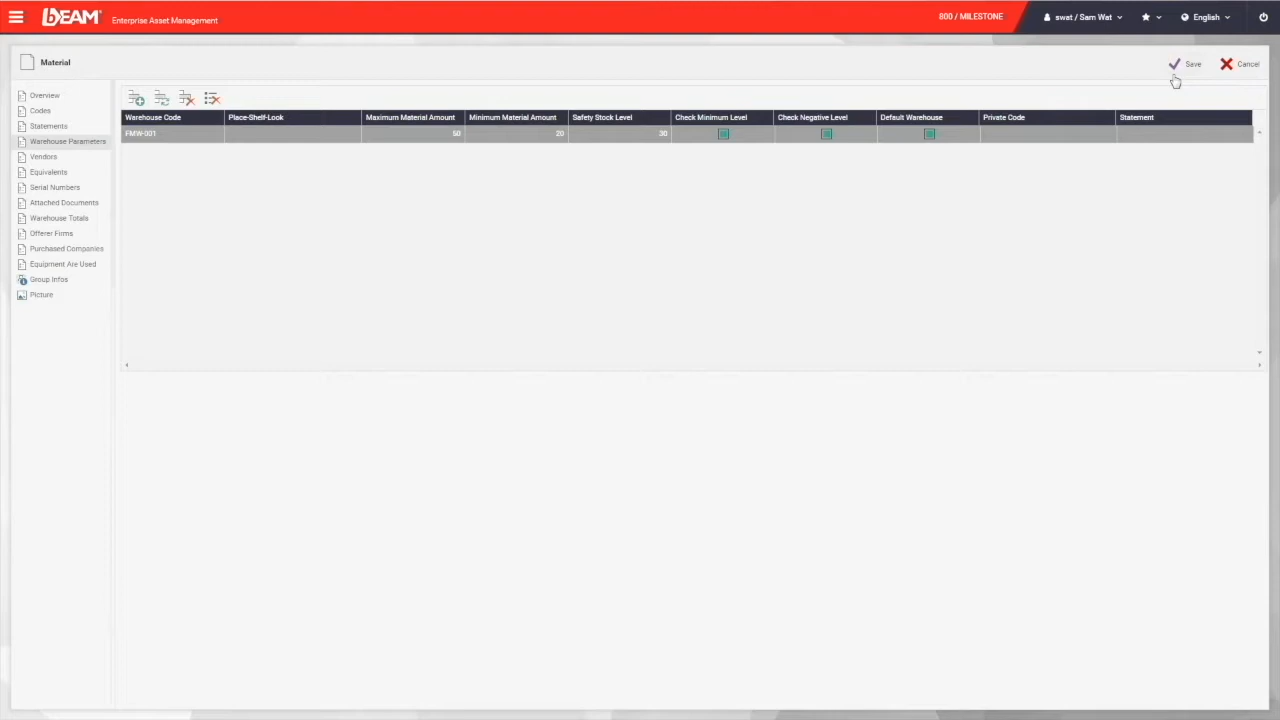 bEAM Enterprise Asset Management 800 / MILESTONE swat / Sam Wat English
Material Save Cancel
Overview
Codes
Statements
Warehouse Parameters
Vendors
Equivalents
Serial Numbers
Attached Documents
Warehouse Totals
Offerer Firms
Purchased Companies
Equipment Are Used
Group Infos
Picture
Warehouse Code Place-Shelf-Look Maximum Material Amount Minimum Material Amount Safety Stock Level Check Minimum Level Check Negative Level Default Warehouse Private Code Statement
FMW-001 50 20 30